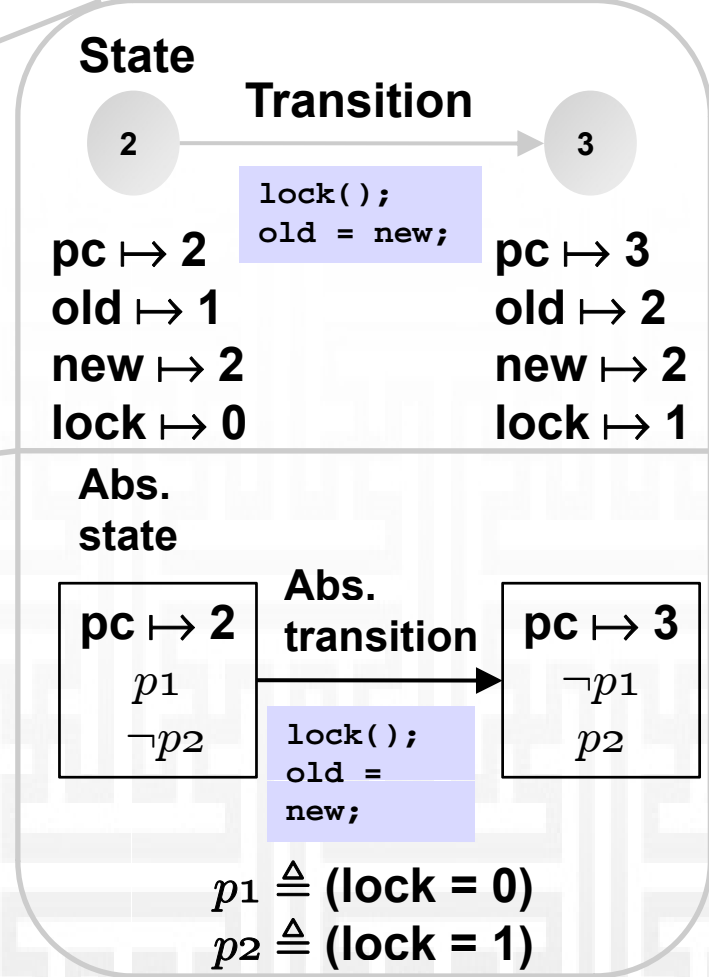 State
Transition
2
3
lock();
old = new;
pc ↦ 2
old ↦ 1
new ↦ 2
lock ↦ 0
pc ↦ 3
old ↦ 2
new ↦ 2
lock ↦ 1
Abs.
state
Abs.
transition
pc ↦ 2
p1
¬p2
pc ↦ 3
¬p1
p2
lock();
old =
new;
p1 ≜ (lock = 0)
p2 ≜ (lock = 1)